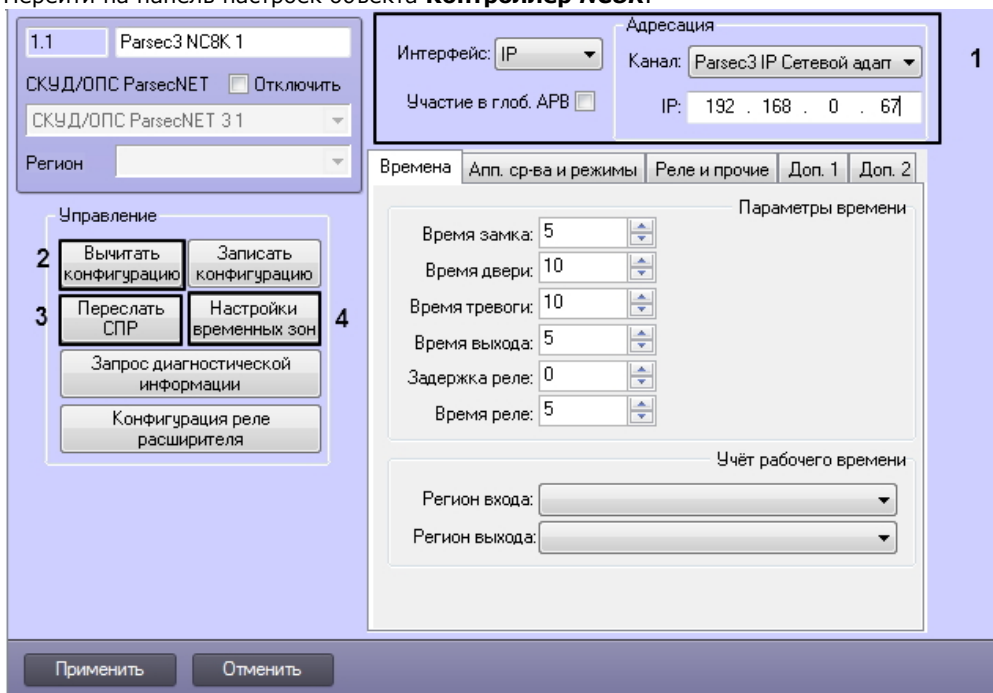 Перейти на панель настроек объекта Контроллер NC8K.
1.1 Parsec3 NC8K 1
СКУД/ОПС ParsecNET Отключить
СКУД/ОПС ParsecNET 3 1
Регион
Интерфейс: IP
Участие в глоб. APB
Адресация
Канал: Parsec3 IP Сетевой адап
IP: 192 . 168 . 0 . 67
1
Управление
2
Вычитать конфигурацию
Записать конфигурацию
3
Переслать СПР
Настройки временных зон
4
Запрос диагностической информации
Конфигурация реле расширителя
Времена Апп. ср-ва и режимы Реле и прочие Доп. 1 Доп. 2
Параметры времени
Время замка: 5
Время двери: 10
Время тревоги: 10
Время выхода: 5
Задержка реле: 0
Время реле: 5
Учёт рабочего времени
Регион входа:
Регион выхода:
Применить Отменить